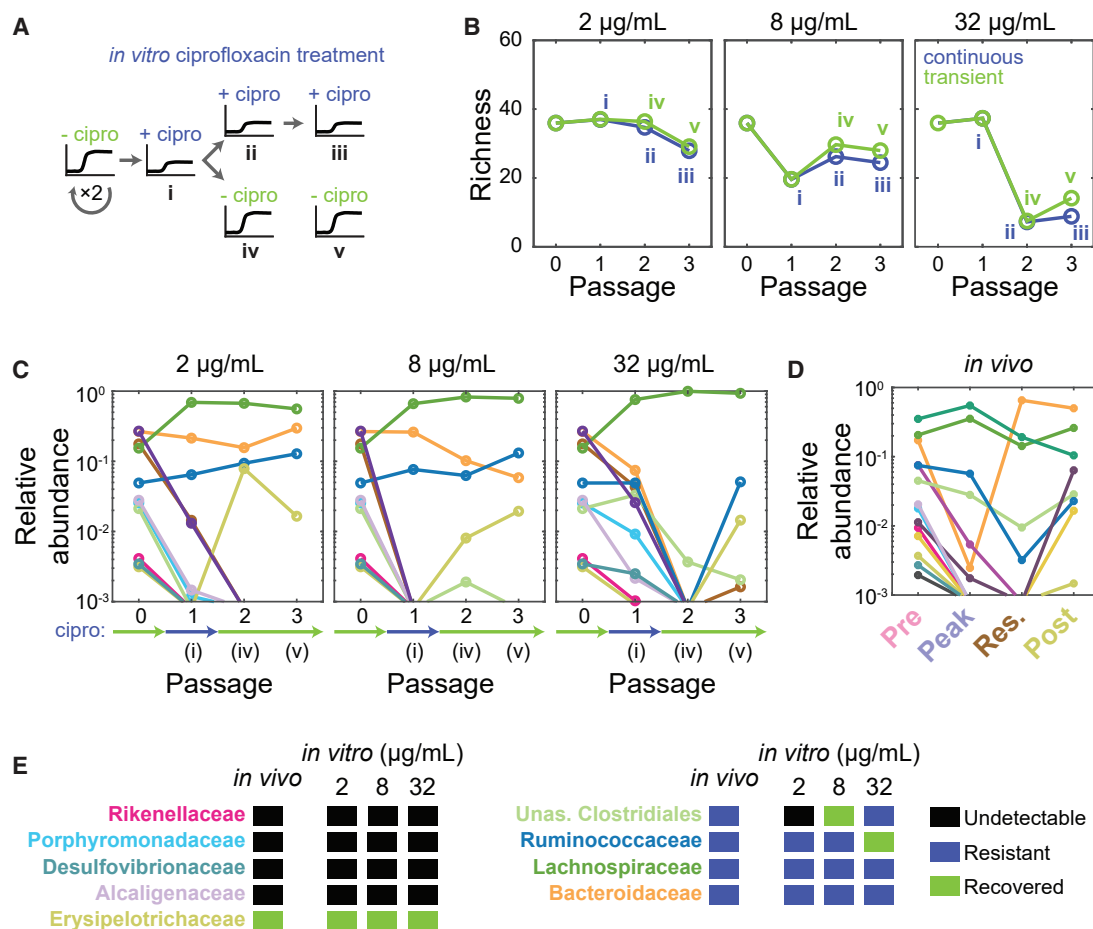 A
in vitro ciprofloxacin treatment
- cipro
×2
+ cipro
i
+ cipro
ii
+ cipro
iii
- cipro
iv
- cipro
v
B
2 µg/mL
8 µg/mL
32 µg/mL
Richness
60
40
20
0
i
iv
v
ii
iii
0 1 2 3
Passage
iv
v
i
ii
iii
0 1 2 3
Passage
continuous
transient
i
iv
v
ii
iii
0 1 2 3
Passage
C
2 µg/mL
8 µg/mL
32 µg/mL
Relative
abundance
10⁰
10⁻¹
10⁻²
10⁻³
0 1 2 3
0 1 2 3
0 1 2 3
cipro:
(i) (iv) (v)
(i) (iv) (v)
(i) (iv) (v)
Passage
Passage
Passage
D
in vivo
Relative
abundance
10⁰
10⁻¹
10⁻²
10⁻³
Pre
Peak
Res.
Post
E
in vitro (µg/mL)
in vivo
2 8 32
Rikenellaceae
Porphyromonadaceae
Desulfovibrionaceae
Alcaligenaceae
Erysipelotrichaceae
in vitro (µg/mL)
in vivo
2 8 32
Unas. Clostridiales
Ruminococcaceae
Lachnospiraceae
Bacteroidaceae
Undetectable
Resistant
Recovered